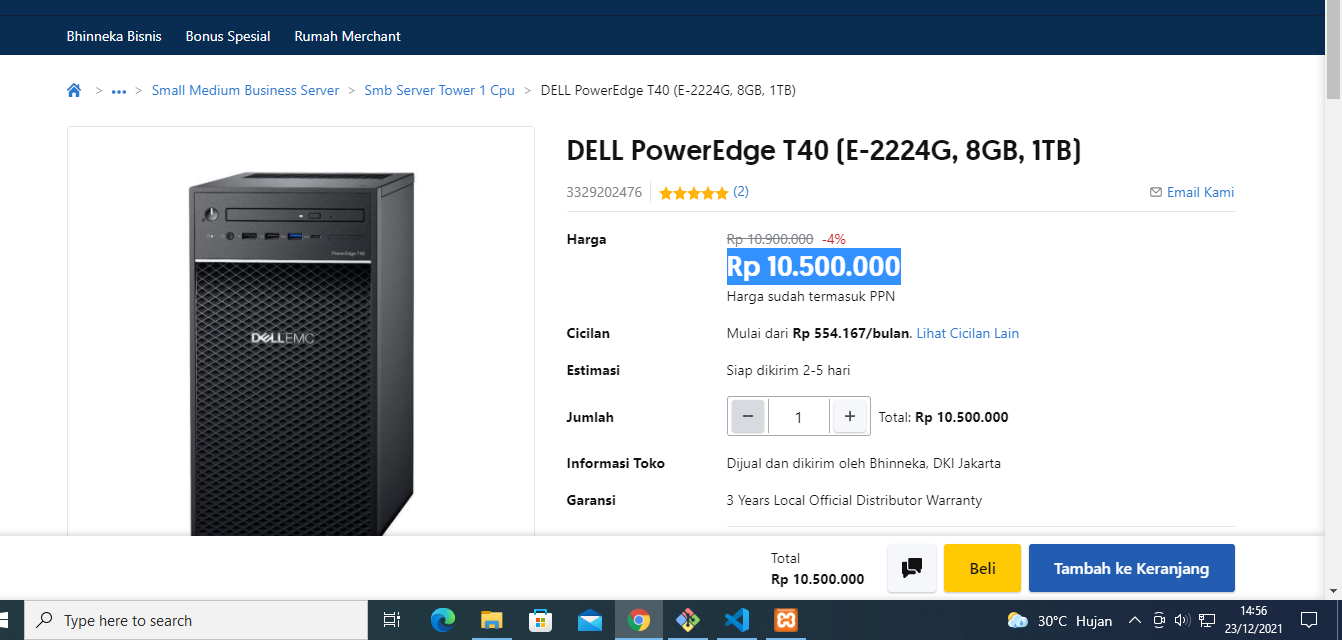 Bhinneka Bisnis Bonus Spesial Rumah Merchant
> ••• > Small Medium Business Server > Smb Server Tower 1 Cpu > DELL PowerEdge T40 (E-2224G, 8GB, 1TB)
DELL PowerEdge T40 (E-2224G, 8GB, 1TB)
3329202476 (2) Email Kami
Harga Rp 10.900.000 -4%
Rp 10.500.000
Harga sudah termasuk PPN
Cicilan Mulai dari Rp 554.167/bulan. Lihat Cicilan Lain
Estimasi Siap dikirim 2-5 hari
Jumlah − 1 + Total: Rp 10.500.000
Informasi Toko Dijual dan dikirim oleh Bhinneka, DKI Jakarta
Garansi 3 Years Local Official Distributor Warranty
PowerEdge T40
DELLEMC
Total
Rp 10.500.000
Beli
Tambah ke Keranjang
Type here to search
30°C Hujan
14:56
23/12/2021